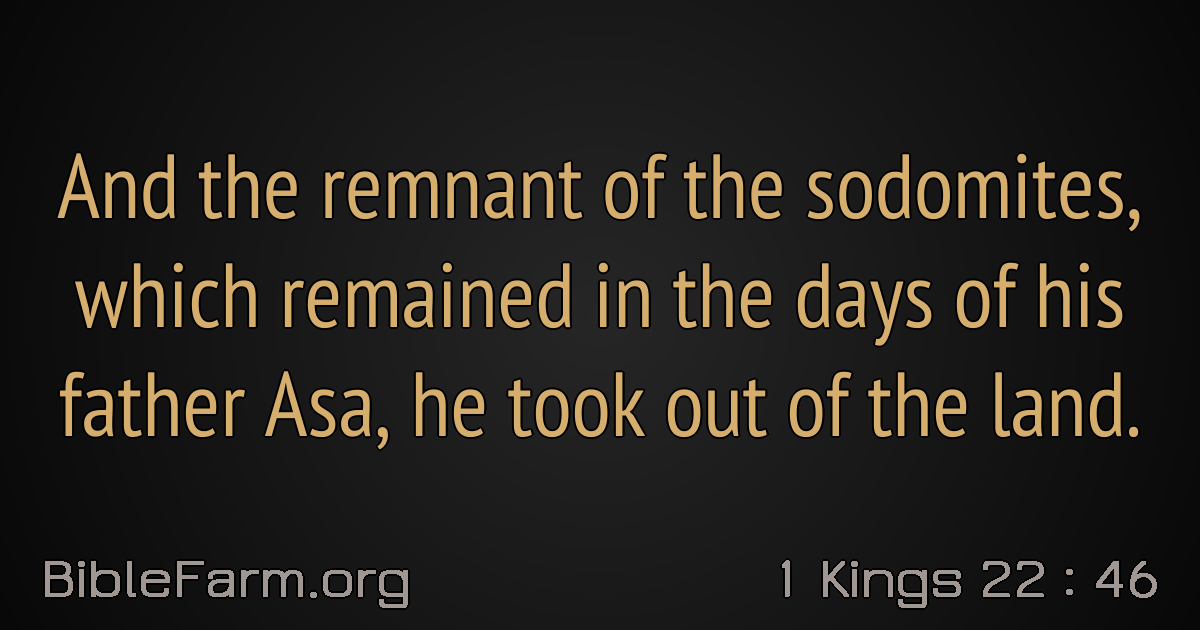 And the remnant of the sodomites,
which remained in the days of his
father Asa, he took out of the land.
BibleFarm.org
1 Kings 22 : 46